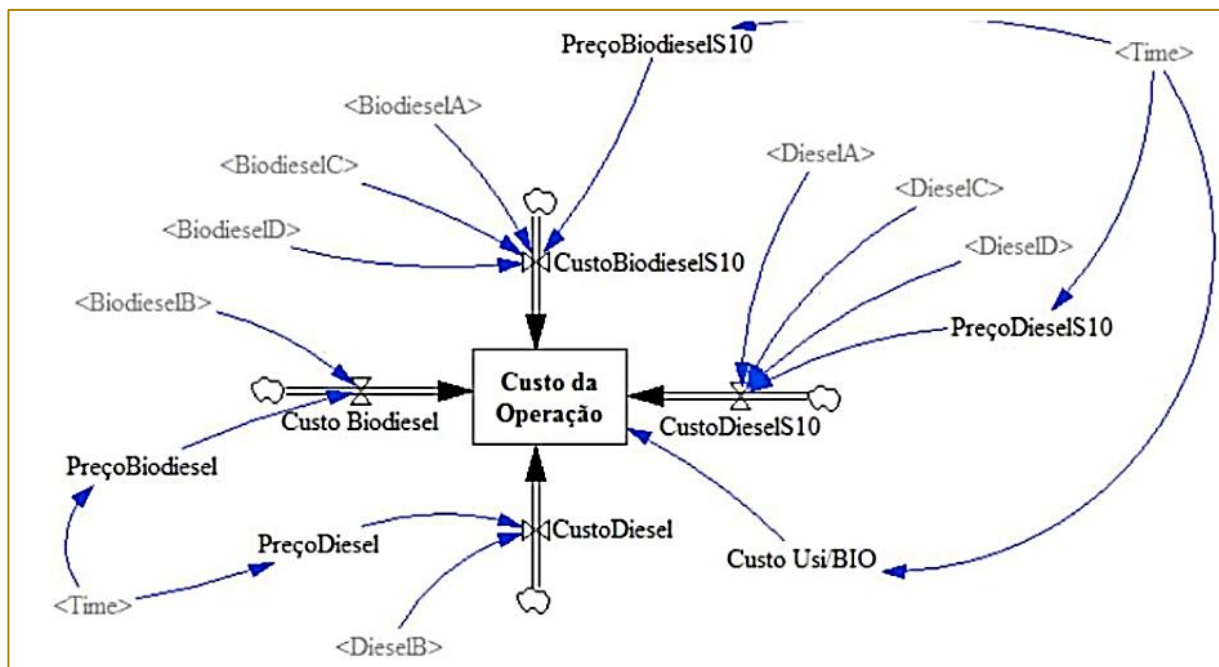 PreçoBiodieselS10
<Time>
<BiodieselA>
<DieselA>
<BiodieselC>
<DieselC>
<BiodieselD>
<DieselD>
CustoBiodieselS10
<BiodieselB>
PreçoDieselS10
Custo da
Operação
Custo Biodiesel
CustoDieselS10
PreçoBiodiesel
PreçoDiesel
CustoDiesel
Custo Usi/BIO
<Time>
<DieselB>